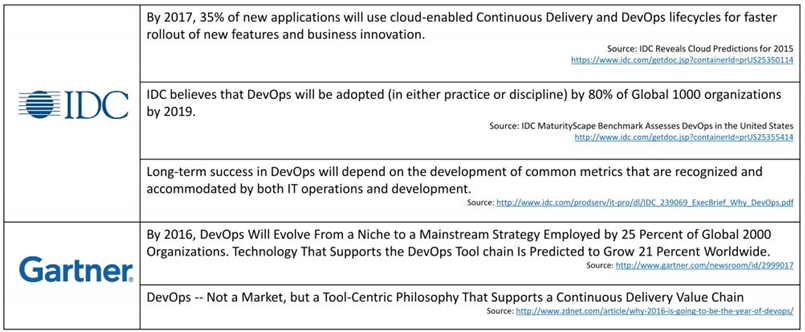 By 2017, 35% of new applications will use cloud-enabled Continuous Delivery and DevOps lifecycles for faster
rollout of new features and business innovation.
Source: IDC Reveals Cloud Predictions for 2015
https://www.idc.com/getdoc.jsp?containerId=prUS25350114
IDC
IDC believes that DevOps will be adopted (in either practice or discipline) by 80% of Global 1000 organizations
by 2019.
Source: IDC MaturityScape Benchmark Assesses DevOps in the United States
http://www.idc.com/getdoc.jsp?containerId=prUS25355414
Long-term success in DevOps will depend on the development of common metrics that are recognized and
accommodated by both IT operations and development.
Source: http://www.idc.com/prodserv/it-pro/dl/IDC_239069_ExecBrief_Why_DevOps.pdf
By 2016, DevOps Will Evolve From a Niche to a Mainstream Strategy Employed by 25 Percent of Global 2000
Organizations. Technology That Supports the DevOps Tool chain Is Predicted to Grow 21 Percent Worldwide.
Source: http://www.gartner.com/newsroom/id/2999017
Gartner
DevOps -- Not a Market, but a Tool-Centric Philosophy That Supports a Continuous Delivery Value Chain
Source: http://www.zdnet.com/article/why-2016-is-going-to-be-the-year-of-devops/